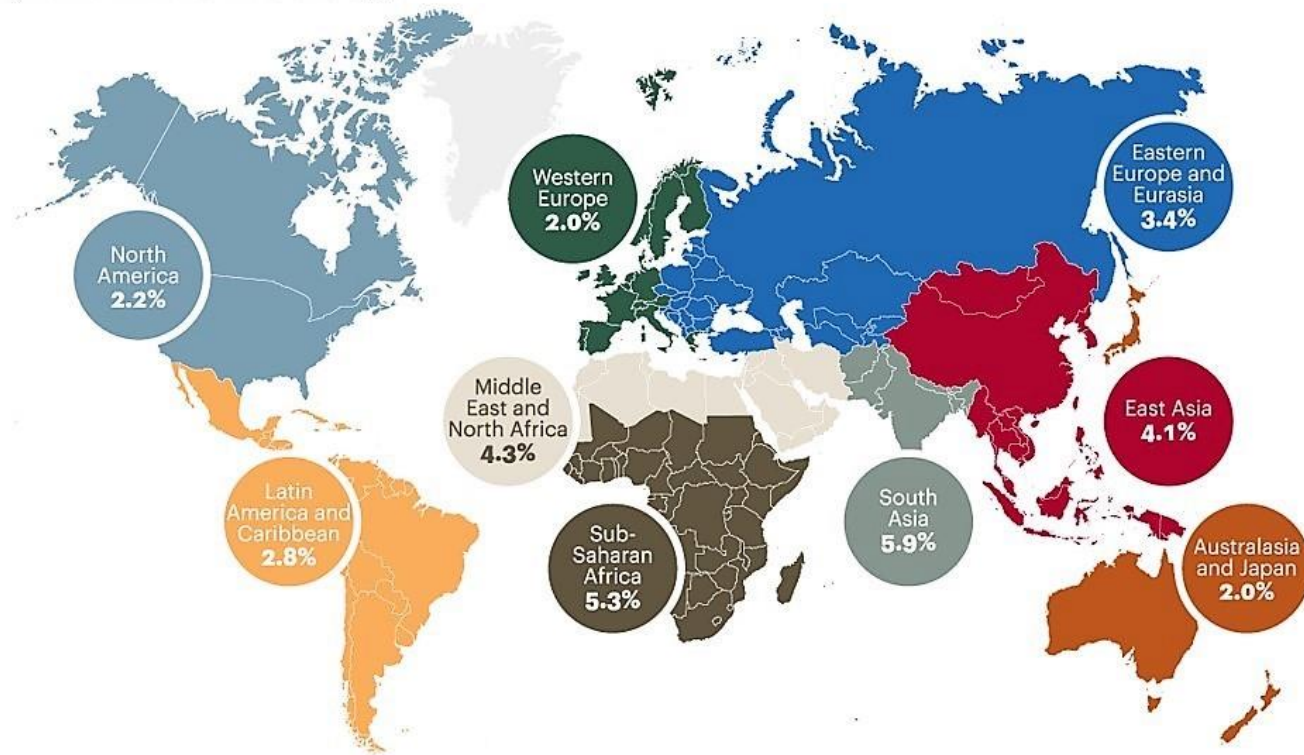 Western
Europe
2.0%
Eastern
Europe and
Eurasia
3.4%
North
America
2.2%
Middle
East and
North Africa
4.3%
East Asia
4.1%
Latin
America and
Caribbean
2.8%
Sub-
Saharan
Africa
5.3%
South
Asia
5.9%
Australasia
and Japan
2.0%